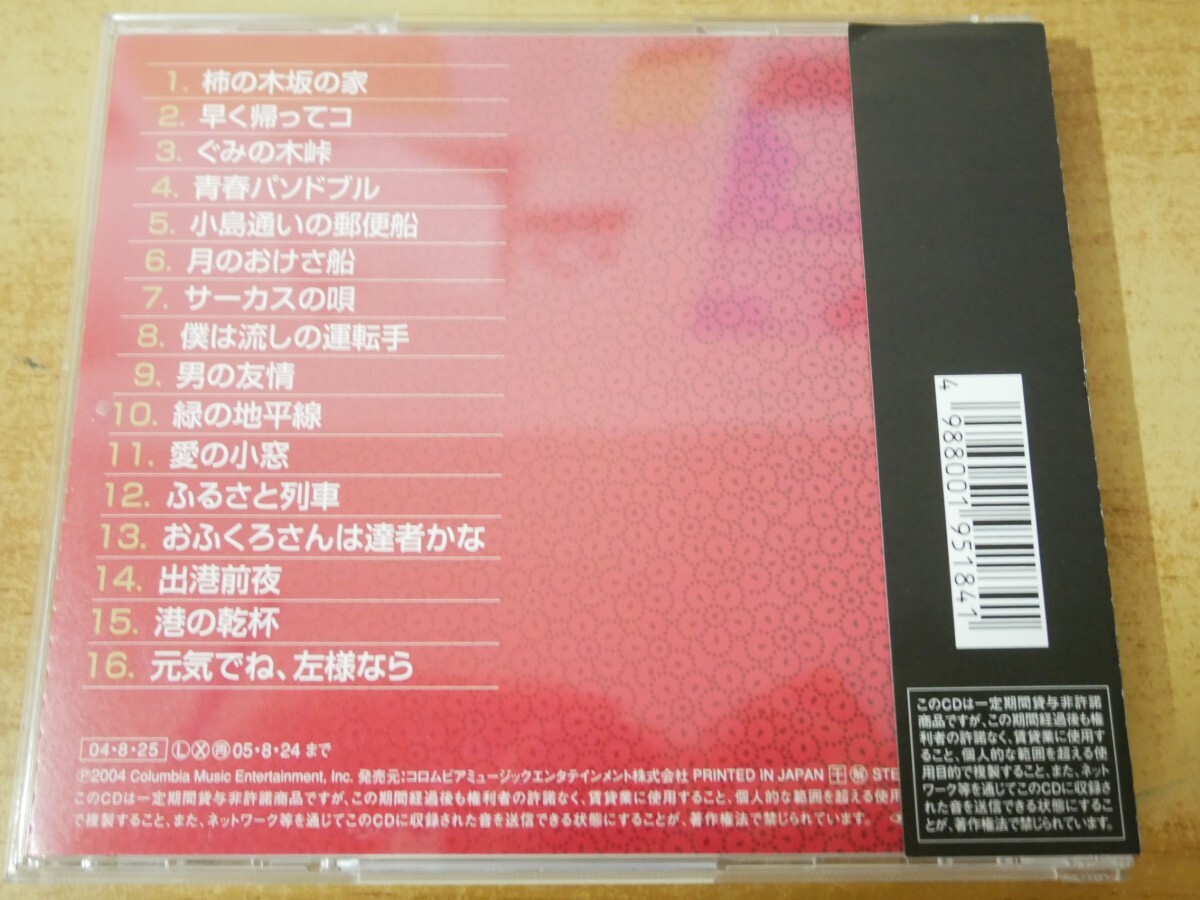 1. 柿の木坂の家
2. 早く帰ってコ
3. ぐみの木峠
4. 青春パソドブル
5. 小島通いの郵便船
6. 月のおけさ船
7. サーカスの唄
8. 僕は流しの運転手
9. 男の友情
10. 緑の地平線
11. 愛の小窓
12. ふるさと列車
13. おふくろさんは達者かな
14. 出港前夜
15. 港の乾杯
16. 元気でね、左様なら
04・8・25 Ⓛ Ⓧ ㊊05・8・24 まで
℗2004 Columbia Music Entertainment, Inc. 発売元:コロムビアミュージックエンタテインメント株式会社 PRINTED IN JAPAN STE
このCDは一定期間貸与非許諾商品ですが、この期間経過後も権利者の許諾なく、賃貸業に使用すること、個人的な範囲を超える使用
で複製すること、また、ネットワーク等を通じてこのCDに収録された音を送信できる状態にすることが、著作権法で禁じられています。
4 988001 951841
このCDは一定期間貸与非許諾
商品ですが、この期間経過後も権
利者の許諾なく、賃貸業に使用す
ること、個人的な範囲を超える使
用目的で複製すること、また、ネット
ワーク等を通じてこのCDに収録され
た音を送信できる状態にするこ
とが、著作権法で禁じられています。